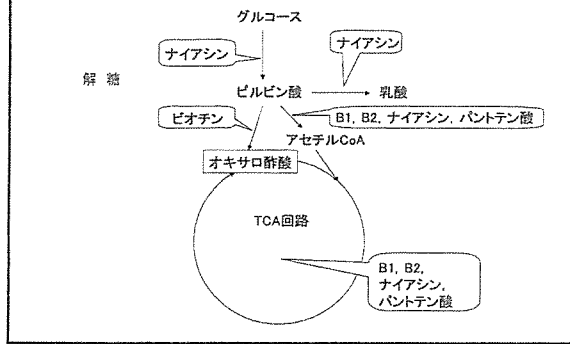 グルコース
ナイアシン
ナイアシン
解 糖
ピルビン酸
乳酸
ビオチン
B1, B2, ナイアシン, パントテン酸
アセチルCoA
オキサロ酢酸
TCA回路
B1, B2,
ナイアシン,
パントテン酸